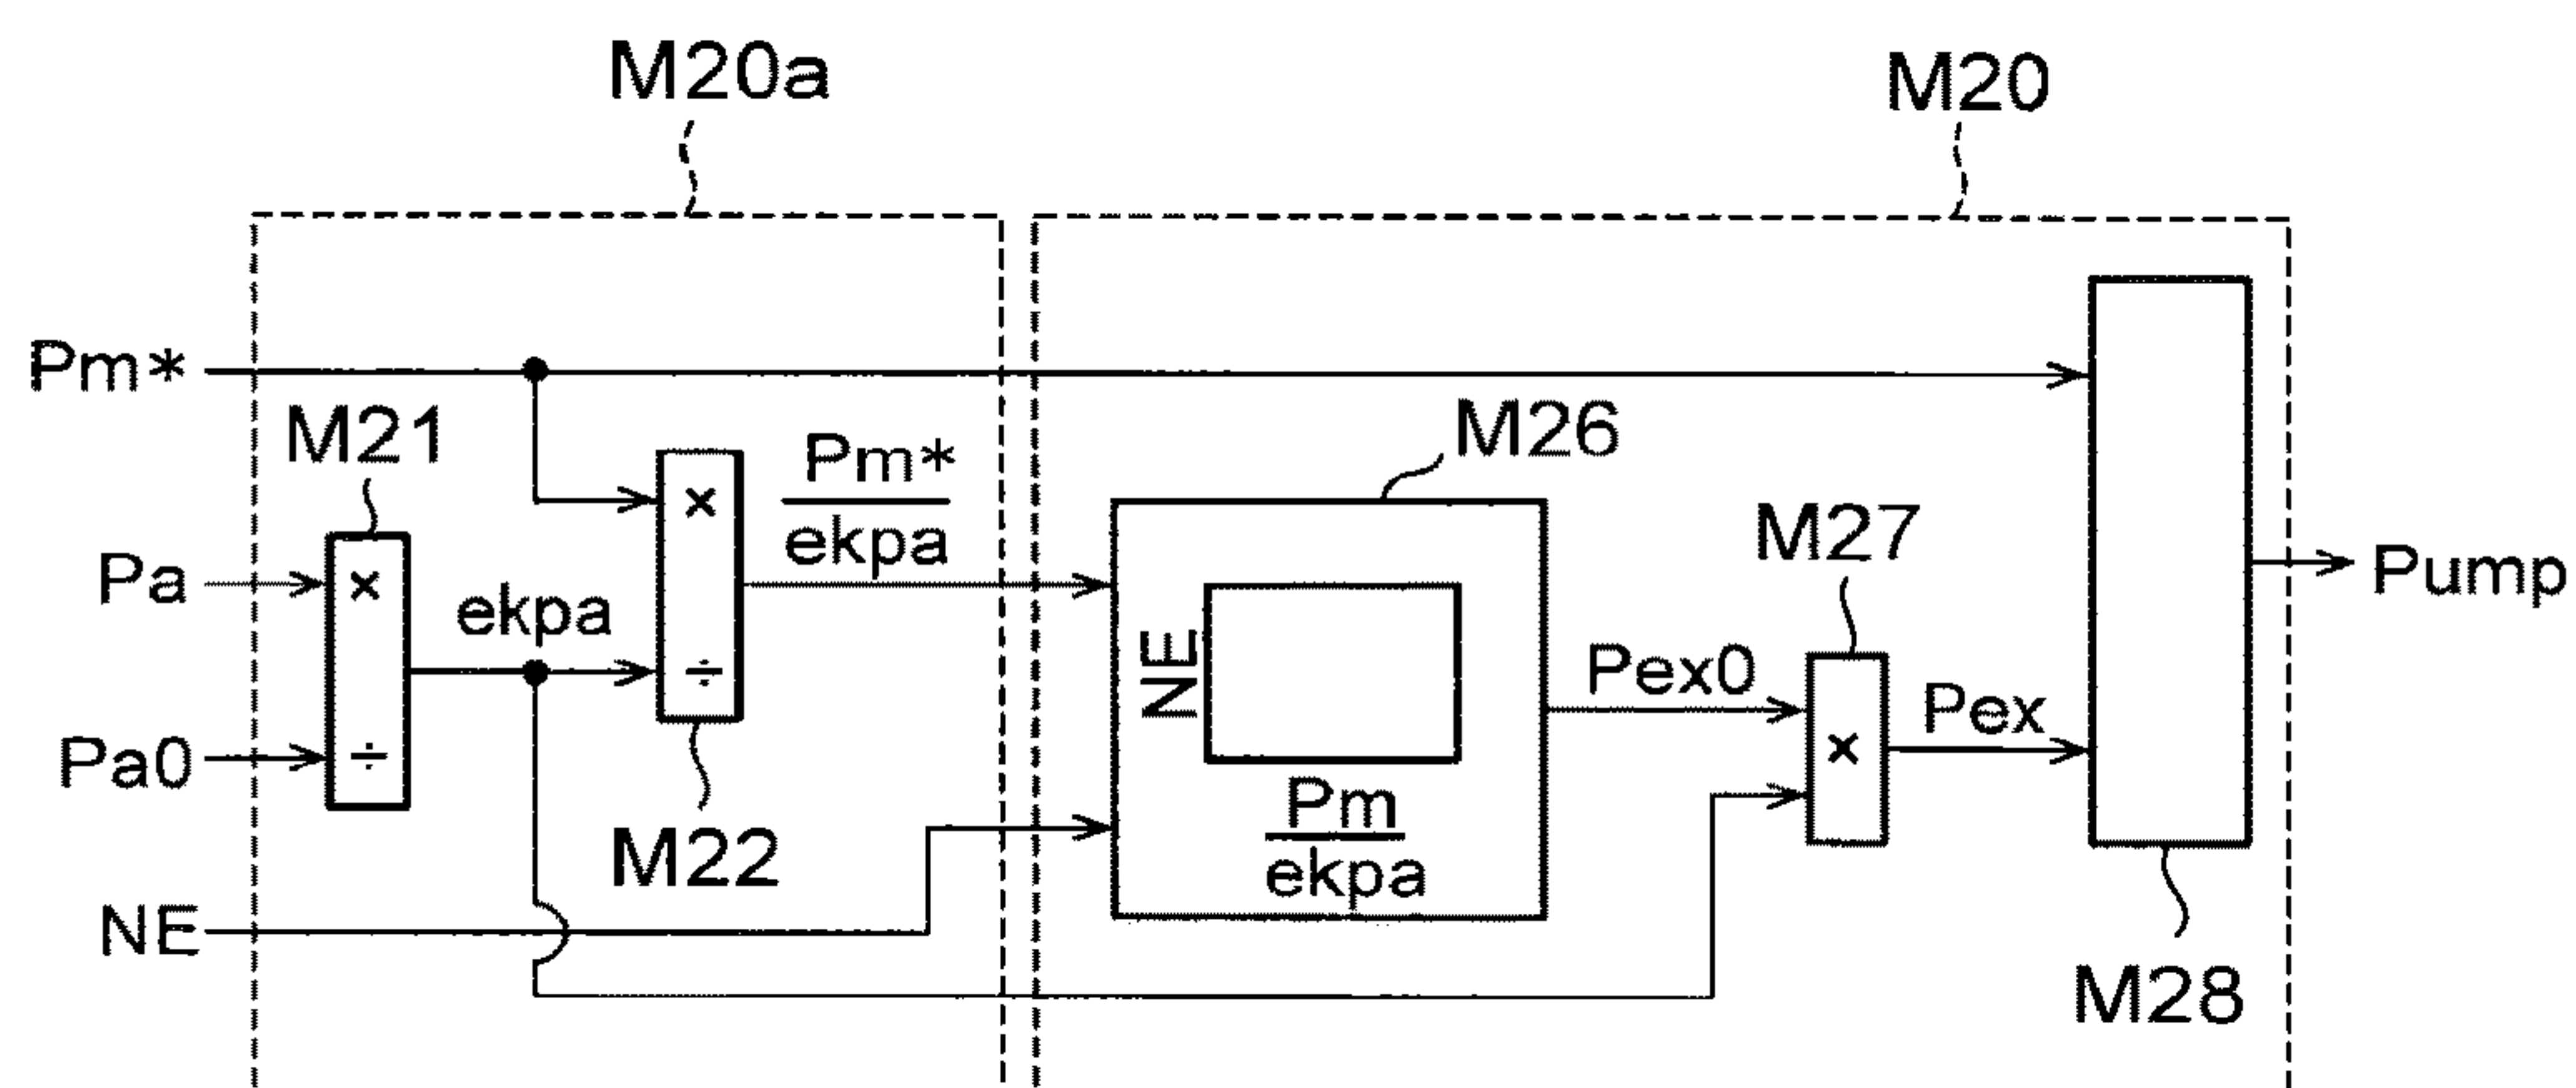 M20a
M20
Pm*
M21
Pm*
ekpa
M26
×
M27
Pa
×
ekpa
÷
Pump
NE
Pex0
Pex
×
Pa0
÷
Pm
ekpa
M22
NE
M28